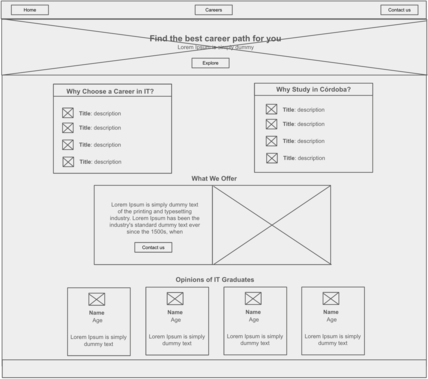 Home
Careers
Contact us
Find the best career path for you
Lorem Ipsum is simply dummy
Explore
Why Choose a Career in IT?
Title: description
Title: description
Title: description
Title: description
Why Study in Córdoba?
Title: description
Title: description
Title: description
Title: description
What We Offer
Lorem Ipsum is simply dummy text
of the printing and typesetting
industry. Lorem Ipsum has been the
industry's standard dummy text ever
since the 1500s, when
Contact us
Opinions of IT Graduates
Name
Age
Lorem Ipsum is simply
dummy text
Name
Age
Lorem Ipsum is simply
dummy text
Name
Age
Lorem Ipsum is simply
dummy text
Name
Age
Lorem Ipsum is simply
dummy text